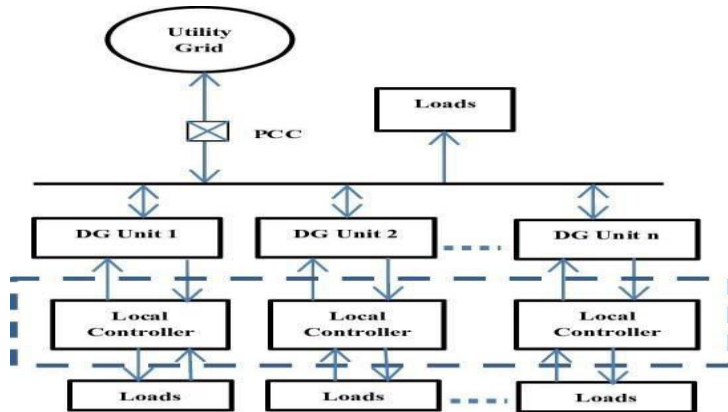 Utility
Grid
Loads
PCC
DG Unit 1
DG Unit 2
DG Unit n
Local
Controller
Local
Controller
Local
Controller
Loads
Loads
Loads